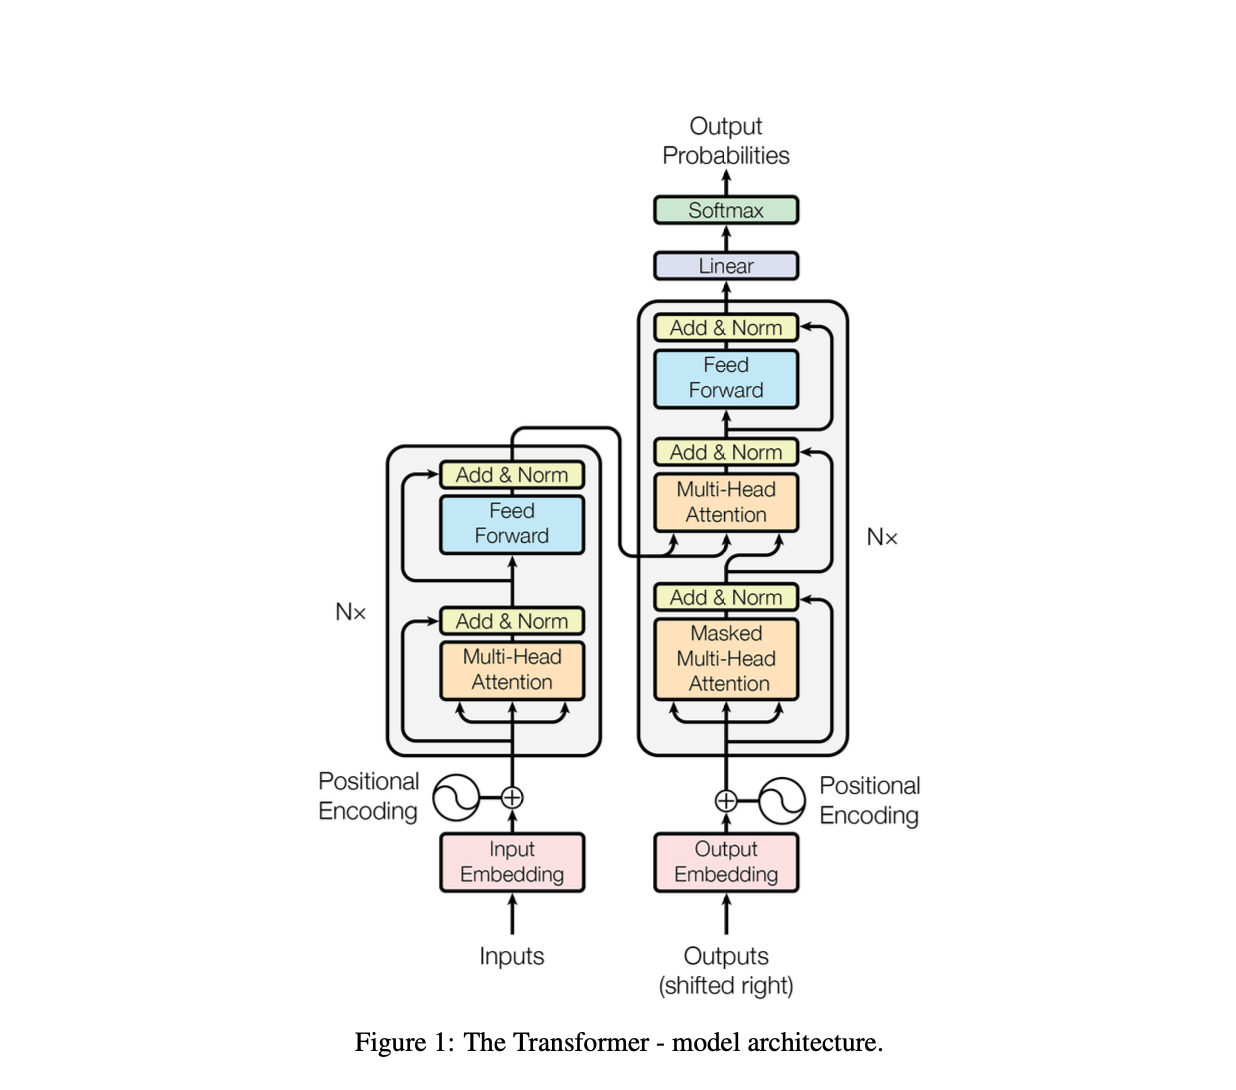 Output
Probabilities
Softmax
Linear
Add & Norm
Feed
Forward
Add & Norm
Multi-Head
Attention
N×
Add & Norm
Masked
Multi-Head
Attention
Add & Norm
Feed
Forward
N×
Add & Norm
Multi-Head
Attention
Positional
Encoding
Positional
Encoding
Input
Embedding
Output
Embedding
Inputs
Outputs
(shifted right)
Figure 1: The Transformer - model architecture.